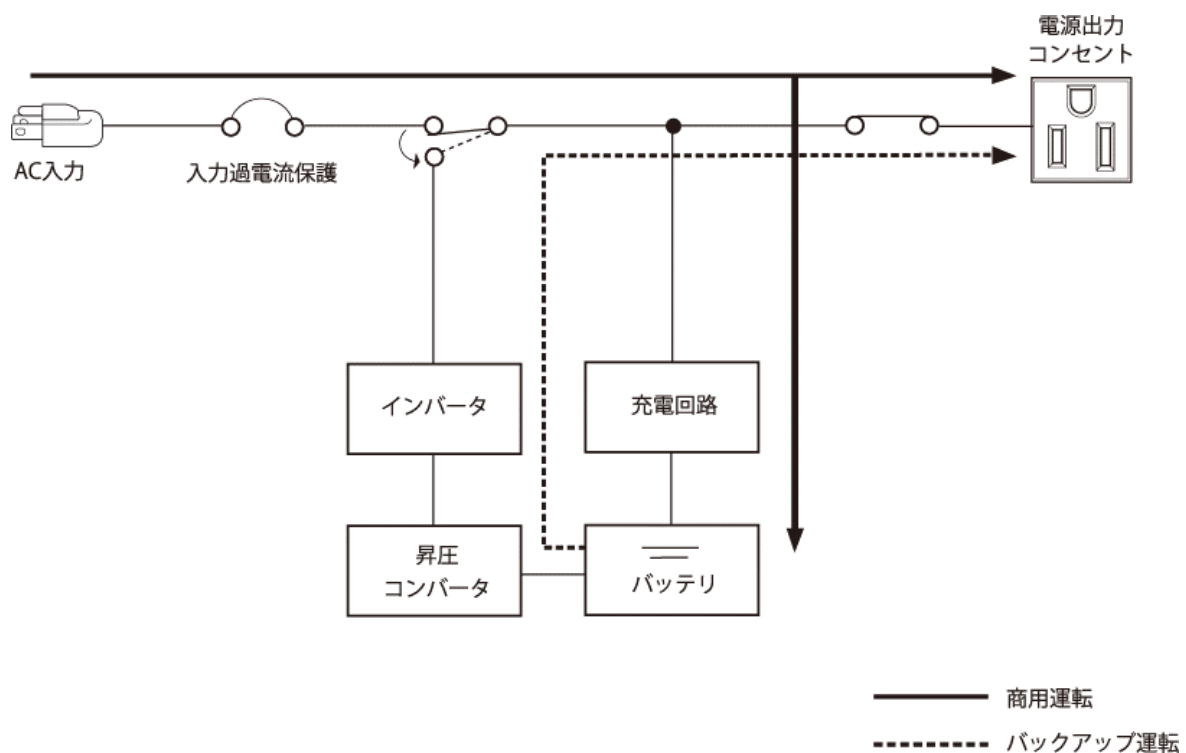 電源出力
コンセント
AC入力
入力過電流保護
インバータ
充電回路
昇圧
コンバータ
バッテリ
商用運転
バックアップ運転